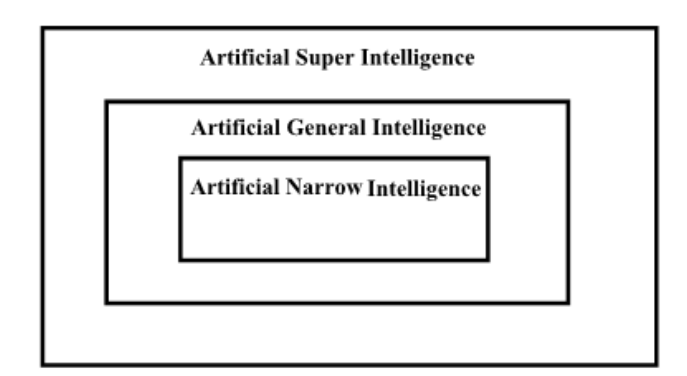 Artificial Super Intelligence
Artificial General Intelligence
Artificial Narrow Intelligence